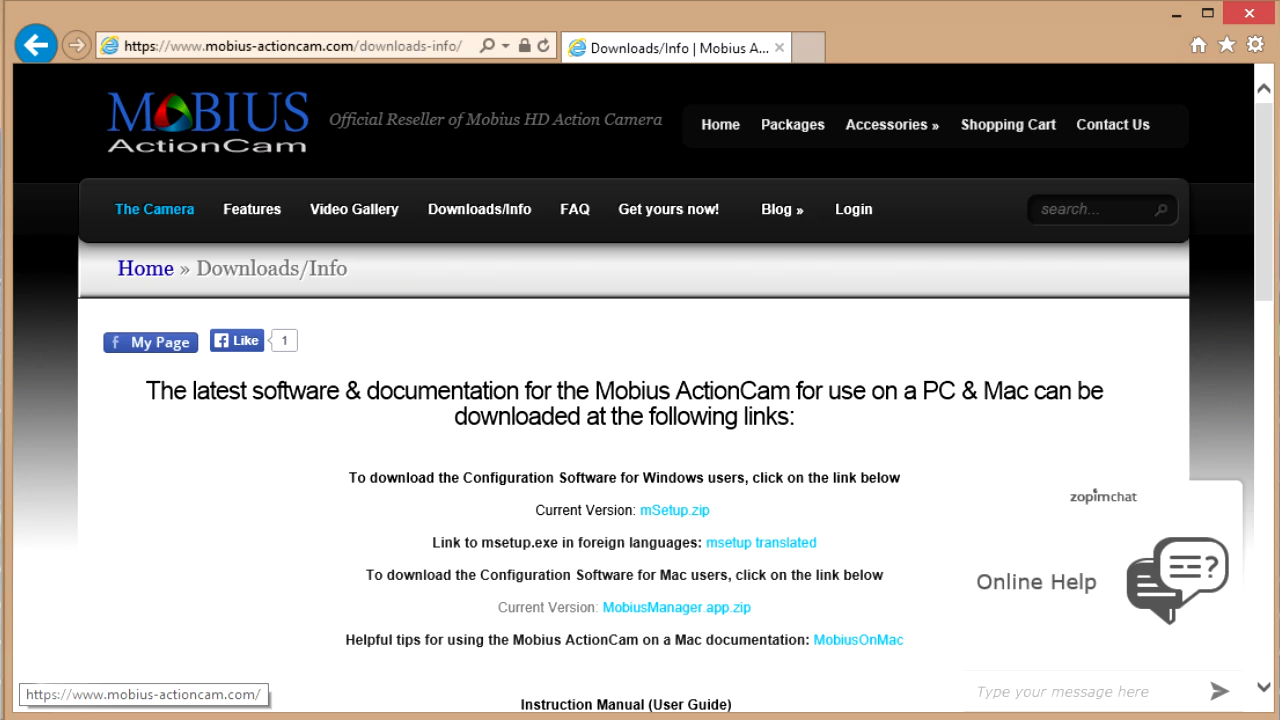 https://www.mobius-actioncam.com/downloads-info/
Downloads/Info | Mobius A...
MOBIUS
ActionCam
Official Reseller of Mobius HD Action Camera
Home Packages Accessories » Shopping Cart Contact Us
The Camera Features Video Gallery Downloads/Info FAQ Get yours now! Blog » Login search...
Home » Downloads/Info
f My Page f Like 1
The latest software & documentation for the Mobius ActionCam for use on a PC & Mac can be
downloaded at the following links:
To download the Configuration Software for Windows users, click on the link below
Current Version: mSetup.zip
Link to msetup.exe in foreign languages: msetup translated
To download the Configuration Software for Mac users, click on the link below
Current Version: MobiusManager.app.zip
Helpful tips for using the Mobius ActionCam on a Mac documentation: MobiusOnMac
Instruction Manual (User Guide)
zopimchat
Online Help
Type your message here
https://www.mobius-actioncam.com/